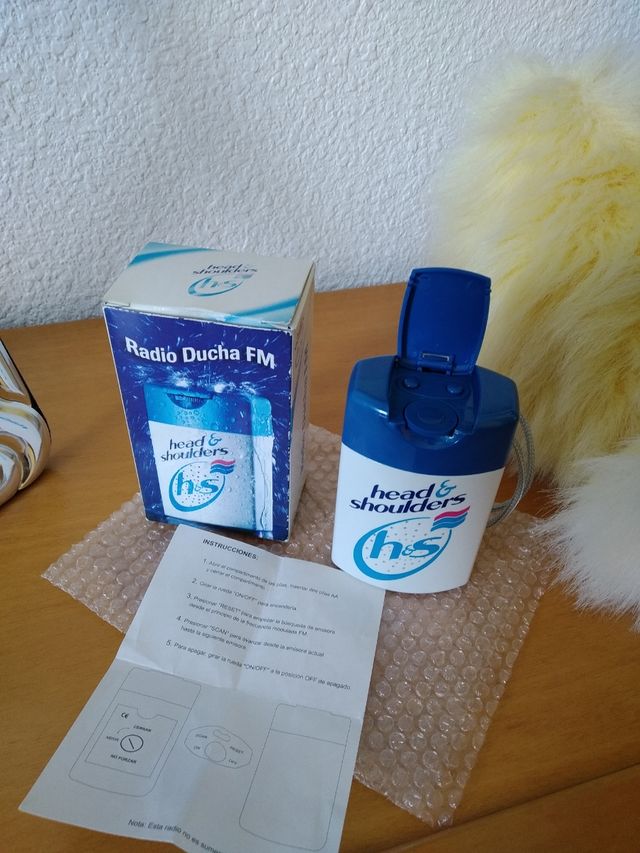 head &
shoulders
h&s
Radio Ducha FM
head &
shoulders
h&s
head &
shoulders
h&s
INSTRUCCIONES:
1. Abrir el compartimento de las pilas, insertar dos pilas AA
y cerrar el compartimento.
2. Girar la rueda "ON/OFF" para encenderla.
3. Presionar "RESET" para empezar la búsqueda de emisora
desde el principio de la frecuencia modulada FM.
4. Presionar "SCAN" para avanzar desde la emisora actual
hasta la siguiente emisora.
5. Para apagar, girar la rueda "ON/OFF" a la posición OFF de apagado.
CE
CERRAR
ABRIR
NO FORZAR
SCAN
RESET
ON
OFF
Nota: Esta radio no es